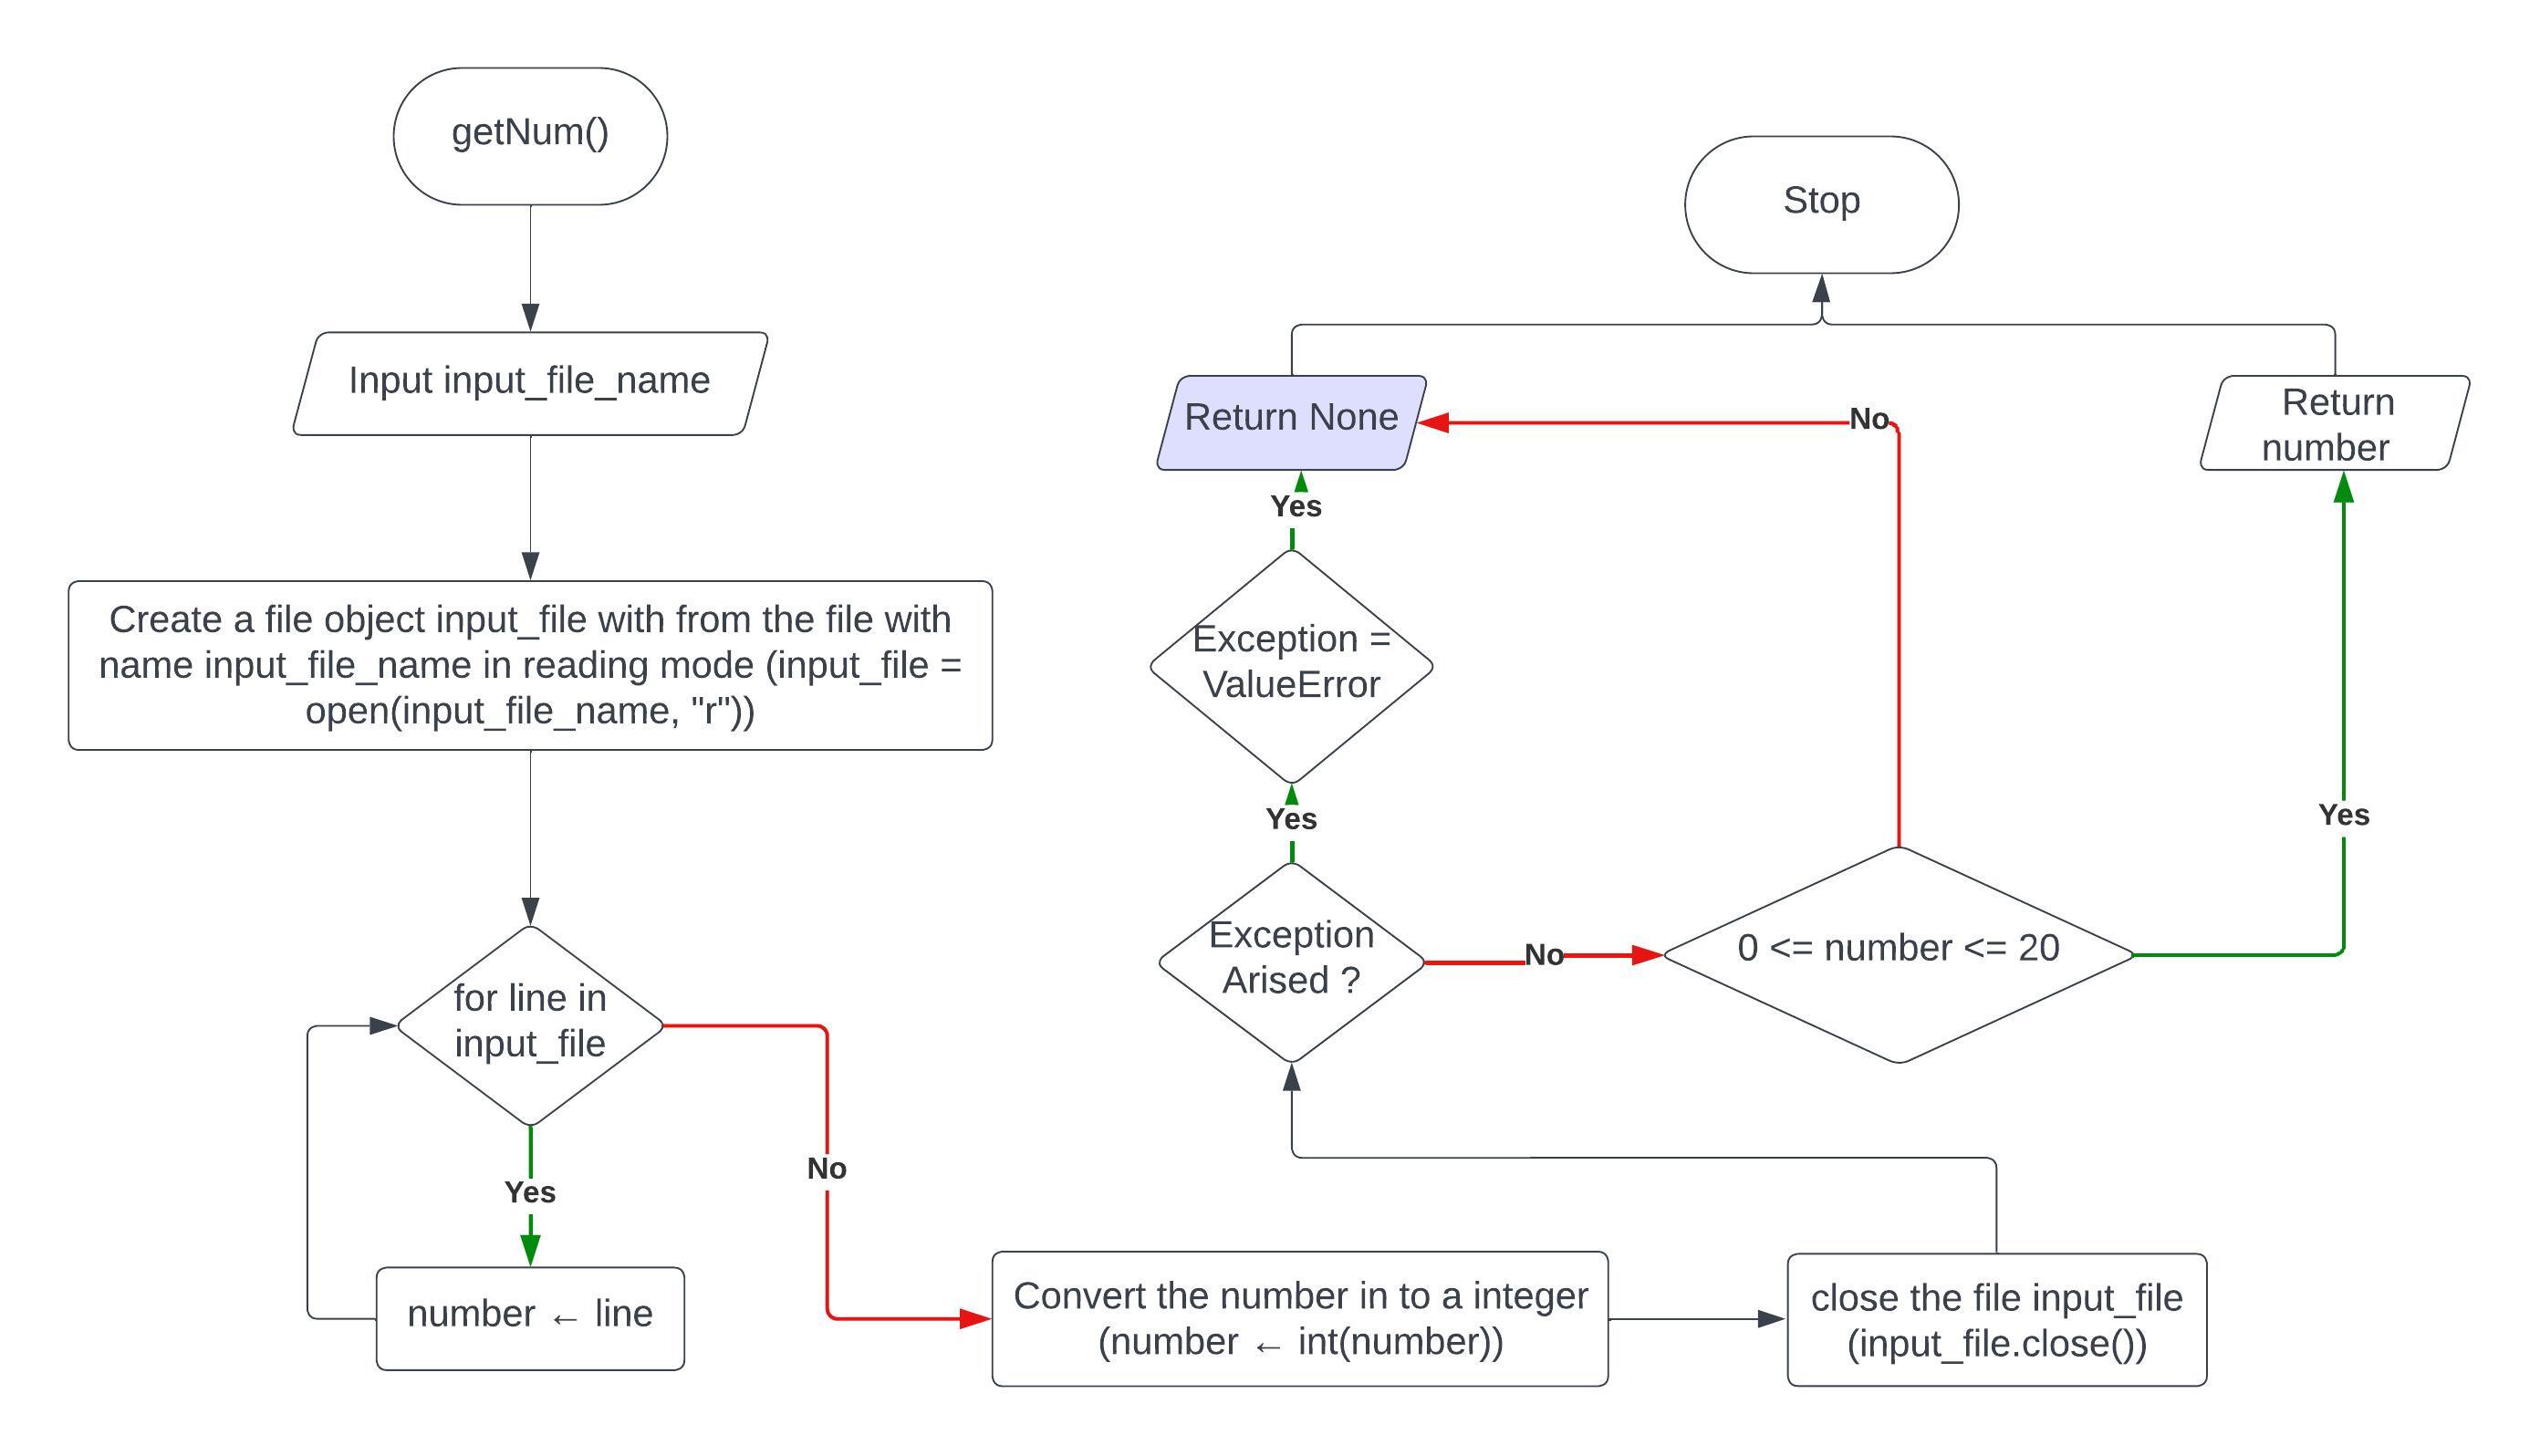 getNum()
Input input_file_name
Create a file object input_file with from the file with
name input_file_name in reading mode (input_file =
open(input_file_name, "r"))
for line in
input_file
Yes
number ← line
No
Convert the number in to a integer
(number ← int(number))
close the file input_file
(input_file.close())
Exception
Arised ?
Yes
Exception =
ValueError
Yes
Return None
No
0 <= number <= 20
No
Yes
Return
number
Stop